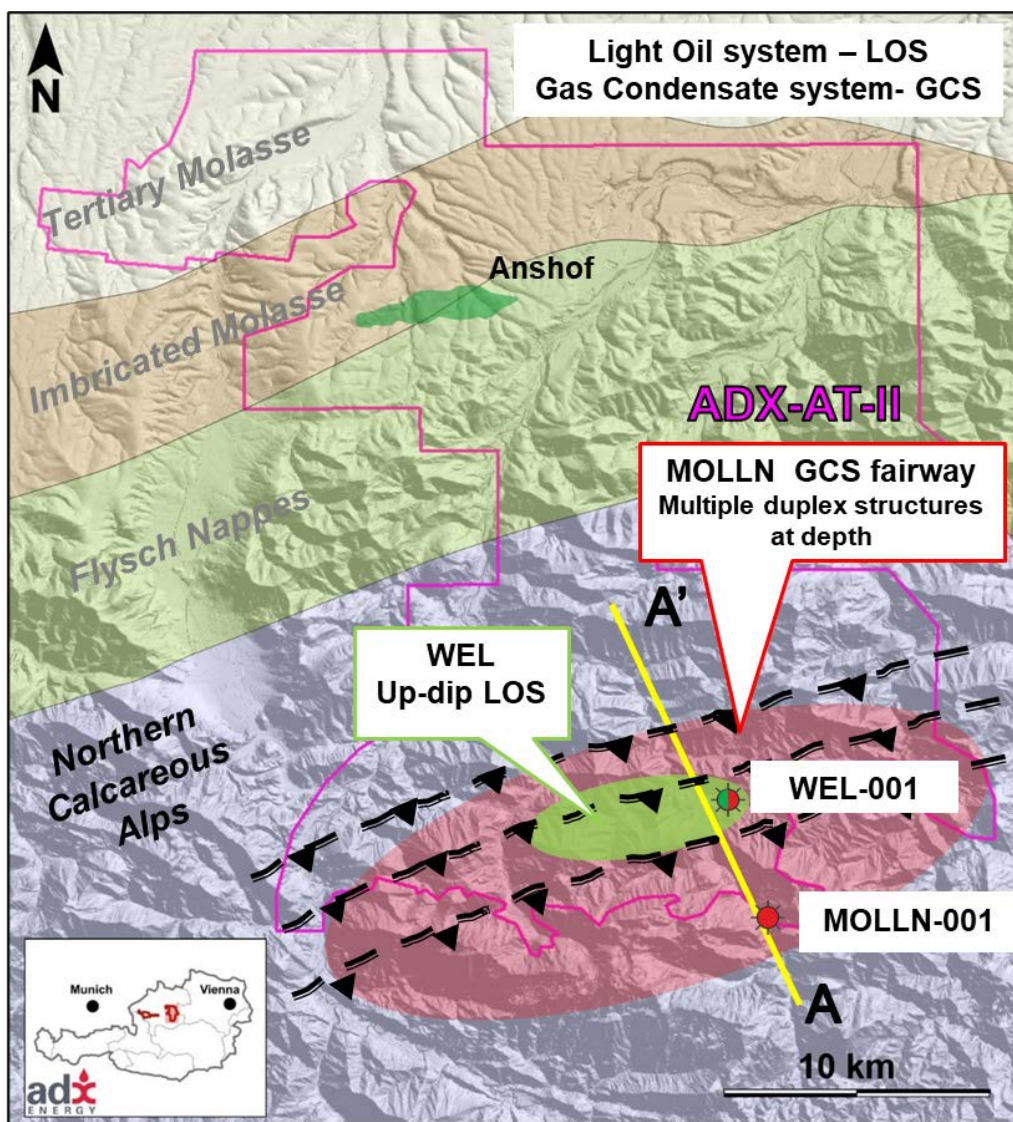 Light Oil system – LOS
Gas Condensate system- GCS
N
Tertiary Molasse
Anshof
Imbricated Molasse
ADX-AT-II
MOLLN GCS fairway
Multiple duplex structures
at depth
Flysch Nappes
A'
WEL
Up-dip LOS
Northern
Calcareous
Alps
WEL-001
MOLLN-001
A
Munich
Vienna
10 km
adx
ENERGY